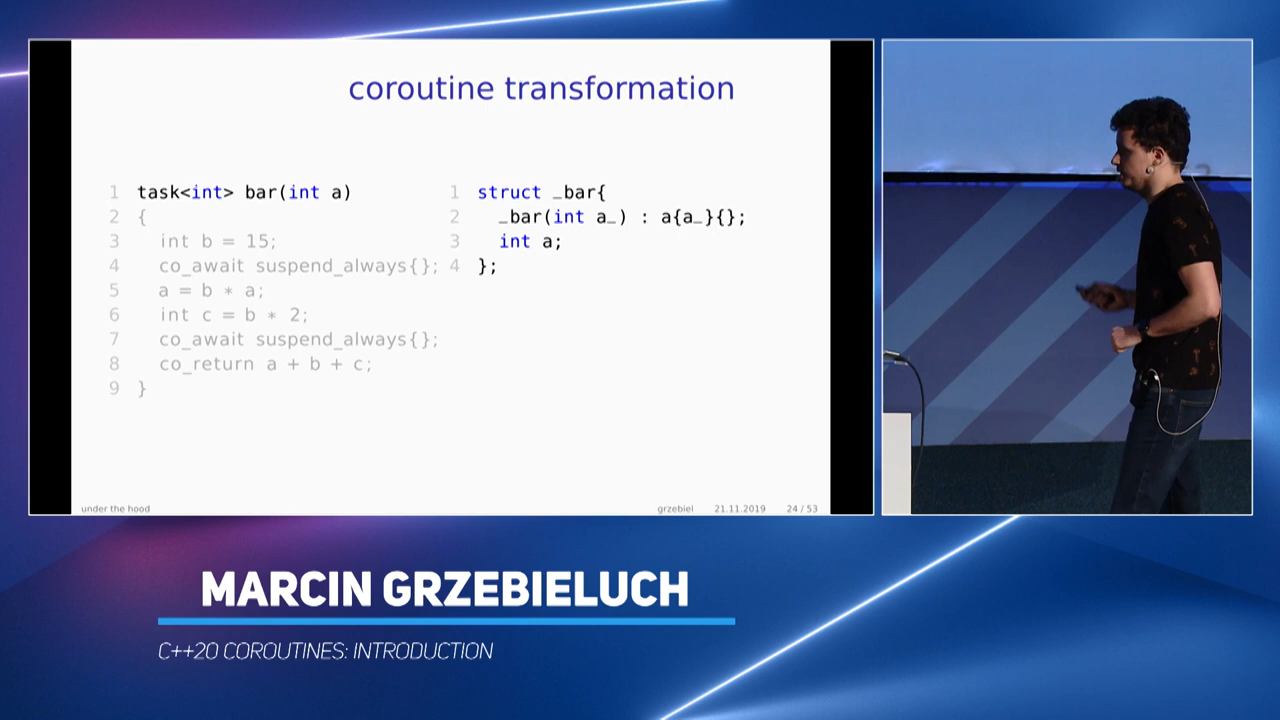 coroutine transformation
1 task<int> bar(int a)
2 {
3 int b = 15;
4 co_await suspend_always{};
5 a = b * a;
6 int c = b * 2;
7 co_await suspend_always{};
8 co_return a + b + c;
9 }
1 struct _bar{
2 _bar(int a_) : a{a_}{};
3 int a;
4 };
under the hood
grzebiel 21.11.2019 24 / 53
MARCIN GRZEBIELUCH
C++20 COROUTINES: INTRODUCTION